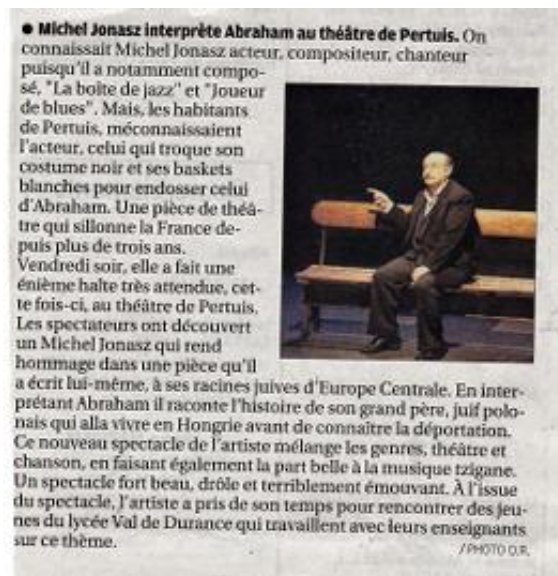 ● Michel Jonasz interprète Abraham au théâtre de Pertuis. On
connaissait Michel Jonasz acteur, compositeur, chanteur
puisqu'il a notamment compo-
sé, "La boîte de jazz" et "Joueur
de blues". Mais, les habitants
de Pertuis, méconnaissaient
l'acteur, celui qui troque son
costume noir et ses baskets
blanches pour endosser celui
d'Abraham. Une pièce de théâ-
tre qui sillonne la France de-
puis plus de trois ans.
Vendredi soir, elle a fait une
énième halte très attendue, cet-
te fois-ci, au théâtre de Pertuis.
Les spectateurs ont découvert
un Michel Jonasz qui rend
hommage dans une pièce qu'il
a écrit lui-même, à ses racines juives d'Europe Centrale. En inter-
prétant Abraham il raconte l'histoire de son grand père, juif polo-
nais qui alla vivre en Hongrie avant de connaître la déportation.
Ce nouveau spectacle de l'artiste mélange les genres, théâtre et
chanson, en faisant également la part belle à la musique tzigane.
Un spectacle fort beau, drôle et terriblement émouvant. À l'issue
du spectacle, l'artiste a pris de son temps pour rencontrer des jeu-
nes du lycée Val de Durance qui travaillent avec leurs enseignants
sur ce thème.
/ PHOTO D.R.